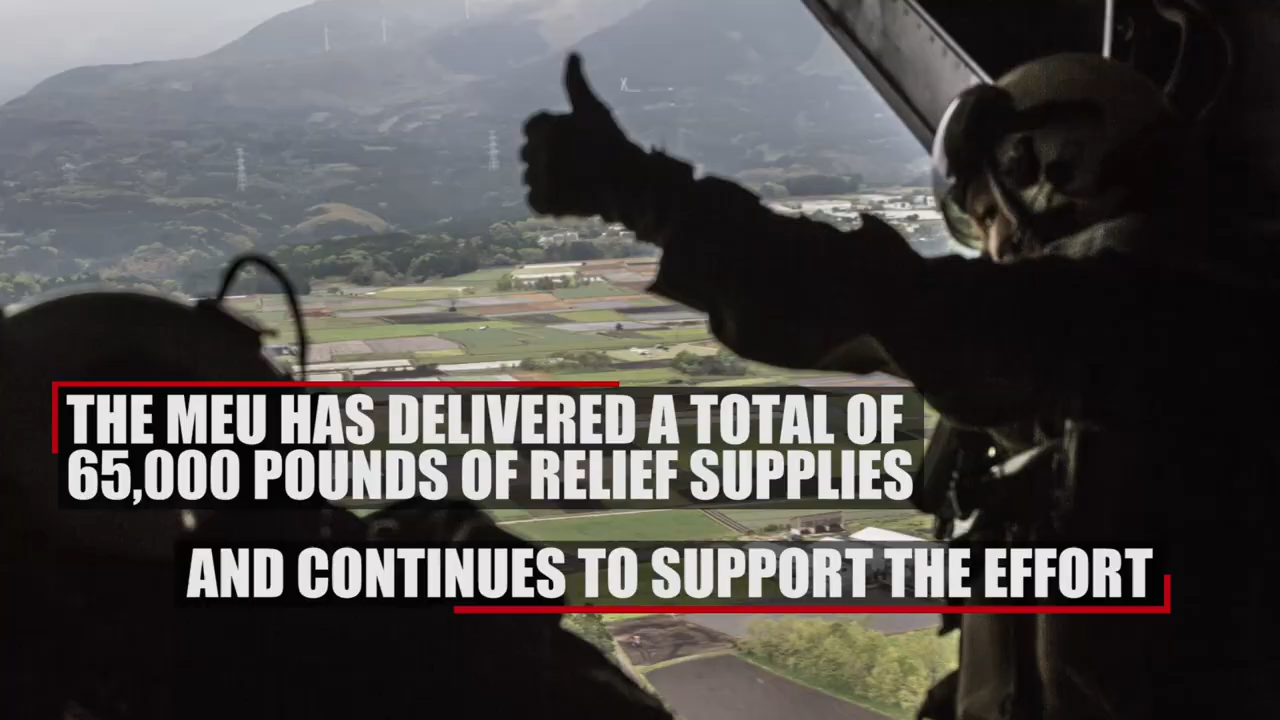 THE MEU HAS DELIVERED A TOTAL OF
65,000 POUNDS OF RELIEF SUPPLIES
AND CONTINUES TO SUPPORT THE EFFORT